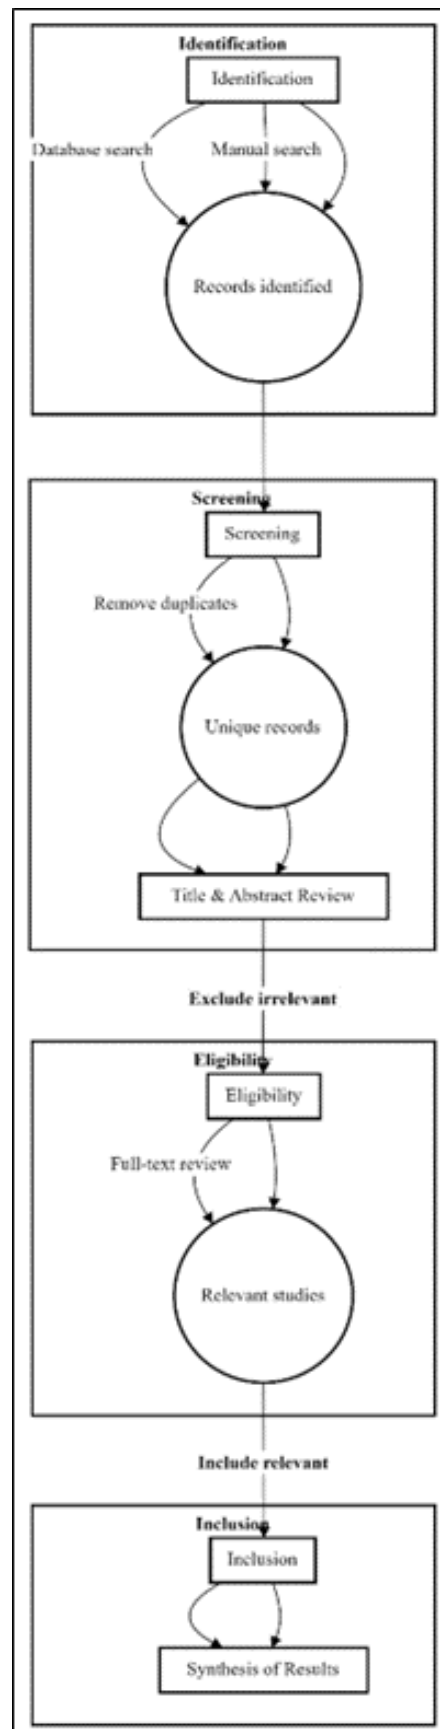 Identification
Identification
Database search
Manual search
Records identified
Screening
Screening
Remove duplicates
Unique records
Title & Abstract Review
Exclude irrelevant
Eligibility
Eligibility
Full-text review
Relevant studies
Include relevant
Inclusion
Inclusion
Synthesis of Results